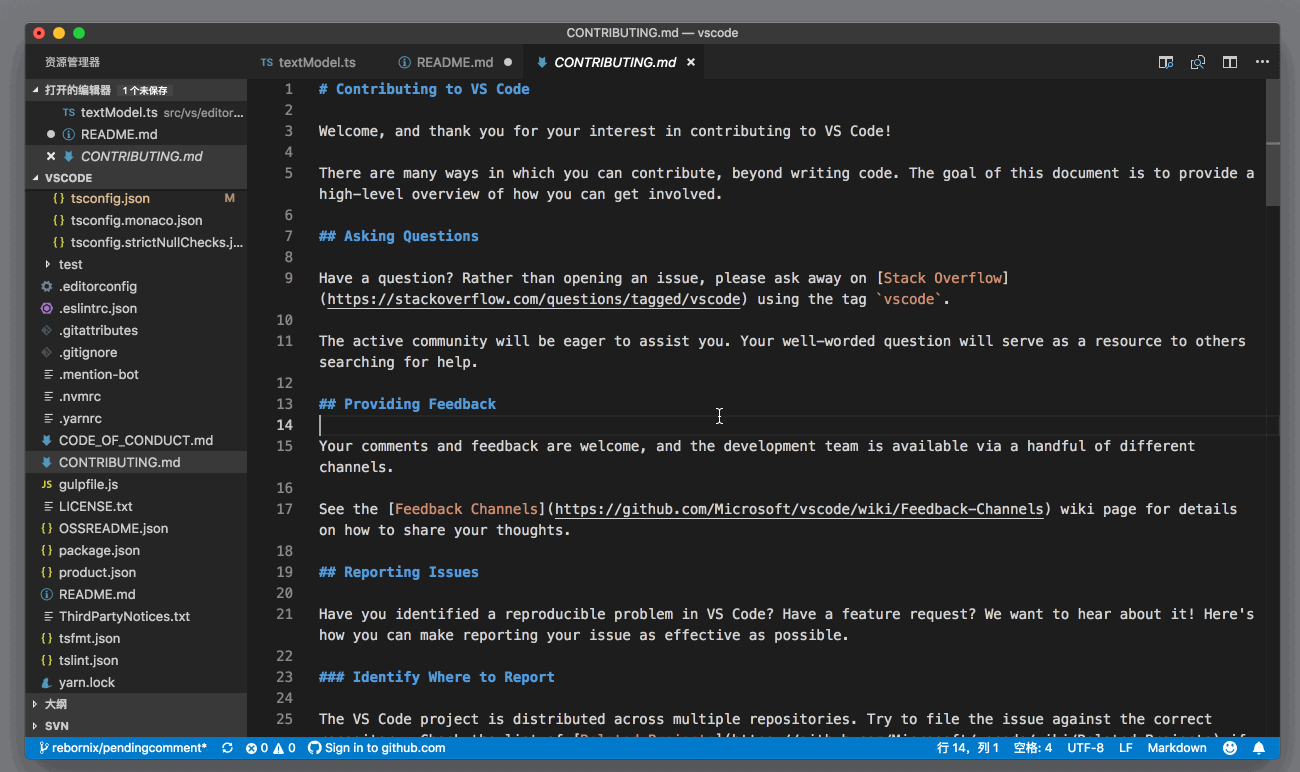 CONTRIBUTING.md — vscode
资源管理器
TS textModel.ts
README.md
CONTRIBUTING.md
打开的编辑器 1 个未保存
TS textModel.ts src/vs/editor...
README.md
CONTRIBUTING.md
VSCODE
{} tsconfig.json M
{} tsconfig.monaco.json
{} tsconfig.strictNullChecks.j...
test
.editorconfig
.eslintrc.json
.gitattributes
.gitignore
.mention-bot
.nvmrc
.yarnrc
CODE_OF_CONDUCT.md
CONTRIBUTING.md
JS gulpfile.js
LICENSE.txt
{} OSSREADME.json
{} package.json
{} product.json
README.md
ThirdPartyNotices.txt
{} tsfmt.json
{} tslint.json
yarn.lock
大纲
SVN
1 # Contributing to VS Code
2
3 Welcome, and thank you for your interest in contributing to VS Code!
4
5 There are many ways in which you can contribute, beyond writing code. The goal of this document is to provide a
high-level overview of how you can get involved.
6
7 ## Asking Questions
8
9 Have a question? Rather than opening an issue, please ask away on [Stack Overflow]
(https://stackoverflow.com/questions/tagged/vscode) using the tag `vscode`.
10
11 The active community will be eager to assist you. Your well-worded question will serve as a resource to others
searching for help.
12
13 ## Providing Feedback
14
15 Your comments and feedback are welcome, and the development team is available via a handful of different
channels.
16
17 See the [Feedback Channels](https://github.com/Microsoft/vscode/wiki/Feedback-Channels) wiki page for details
on how to share your thoughts.
18
19 ## Reporting Issues
20
21 Have you identified a reproducible problem in VS Code? Have a feature request? We want to hear about it! Here's
how you can make reporting your issue as effective as possible.
22
23 ### Identify Where to Report
24
25 The VS Code project is distributed across multiple repositories. Try to file the issue against the correct
rebornix/pendingcomment* 0 0 Sign in to github.com 行 14，列 1 空格: 4 UTF-8 LF Markdown